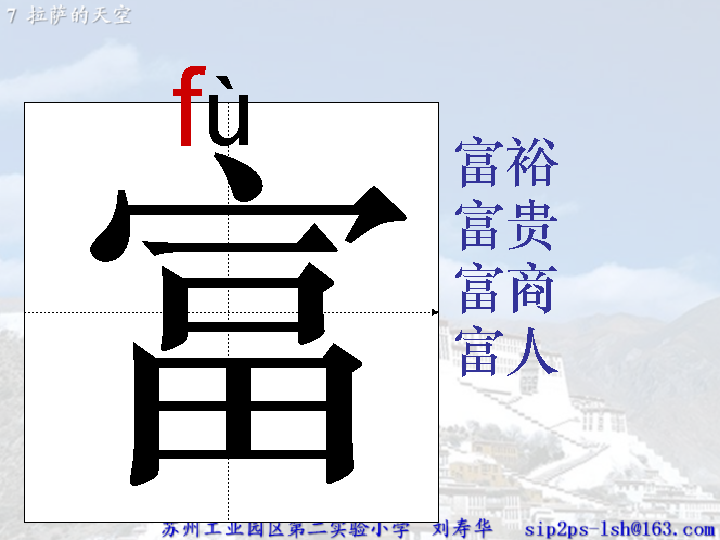 7 拉萨的天空
fù
富
富裕
富贵
富商
富人
苏州工业园区第二实验小学 刘寿华 sip2ps-lsh@163.com